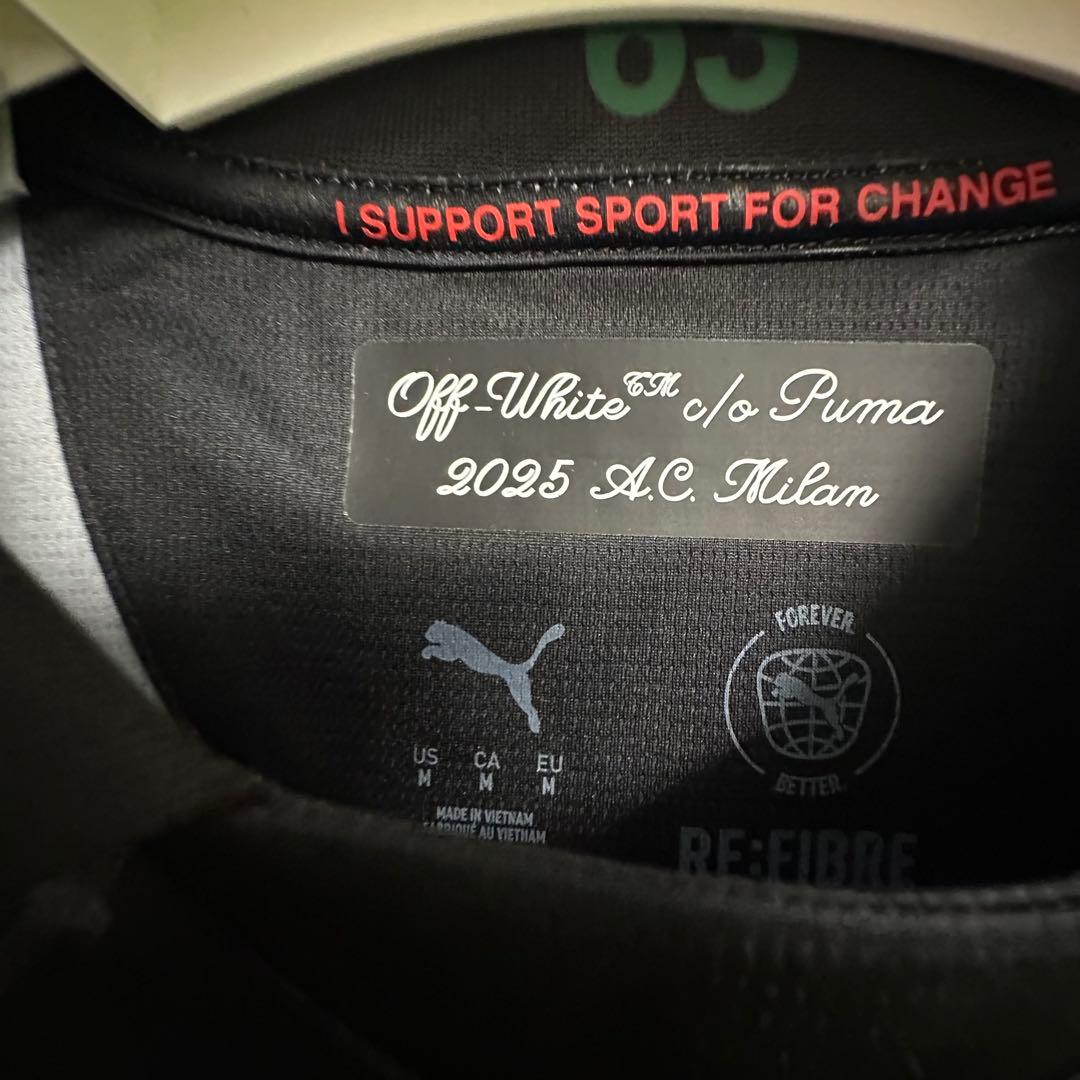 63
I SUPPORT SPORT FOR CHANGE
Off-White™ c/o Puma
2025 A.C. Milan
FOREVER.
BETTER.
US CA EU
M M M
MADE IN VIETNAM
FABRIQUÉ AU VIETNAM
RE:FIBRE